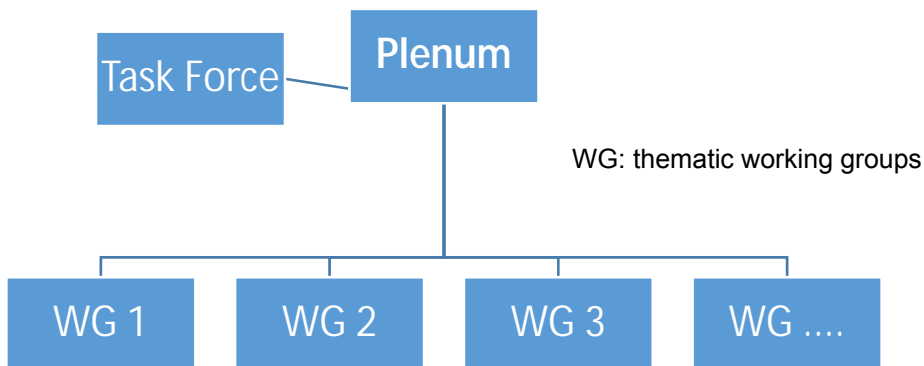 Plenum
Task Force
WG: thematic working groups
WG 1
WG 2
WG 3
WG ....